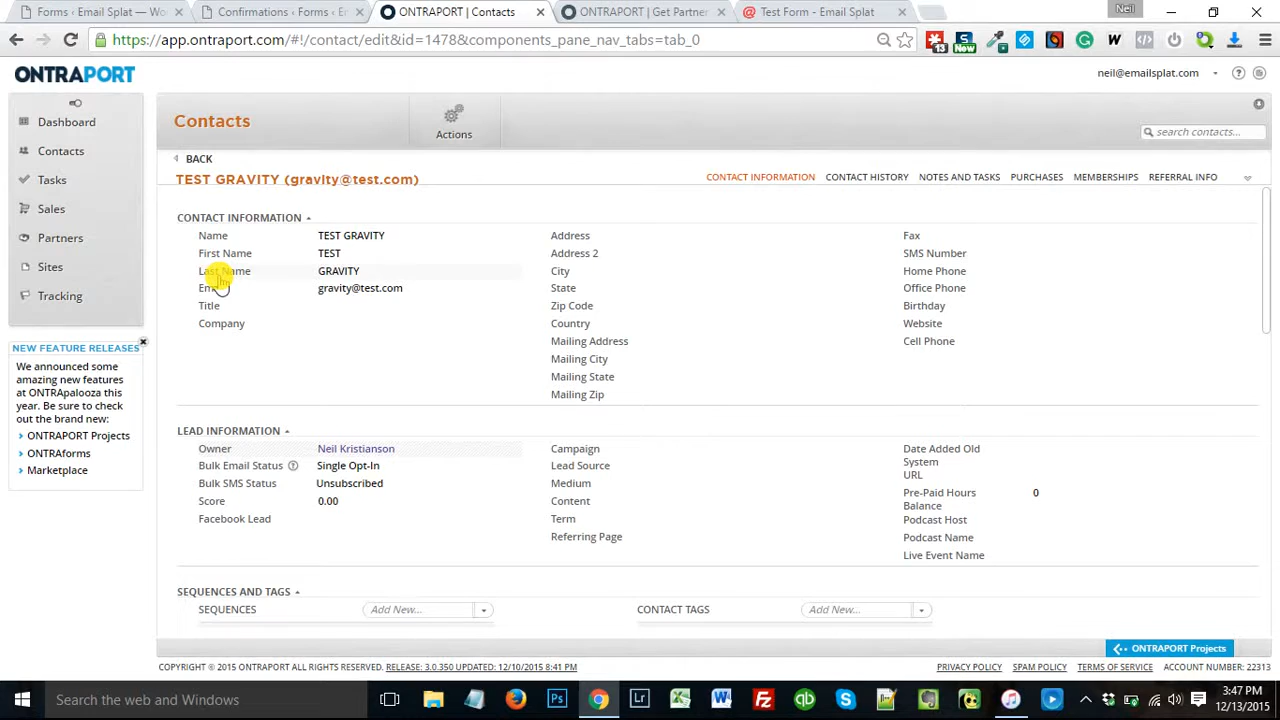 Forms ‹ Email Splat — Wo
Confirmations ‹ Forms ‹ E
ONTRAPORT | Contacts
ONTRAPORT | Get Partner
Test Form - Email Splat
Neil
https://app.ontraport.com/#!/contact/edit&id=1478&components_pane_nav_tabs=tab_0
13
New
W
ONTRAPORT
neil@emailsplat.com
Dashboard
Contacts
Tasks
Sales
Partners
Sites
Tracking
NEW FEATURE RELEASES
We announced some
amazing new features
at ONTRApalooza this
year. Be sure to check
out the brand new:
ONTRAPORT Projects
ONTRAforms
Marketplace
Contacts
Actions
search contacts...
BACK
TEST GRAVITY (gravity@test.com)
CONTACT INFORMATION CONTACT HISTORY NOTES AND TASKS PURCHASES MEMBERSHIPS REFERRAL INFO
CONTACT INFORMATION
Name TEST GRAVITY Address Fax
First Name TEST Address 2 SMS Number
Last Name GRAVITY City Home Phone
gravity@test.com State Office Phone
Title Zip Code Birthday
Company Country Website
Mailing Address Cell Phone
Mailing City
Mailing State
Mailing Zip
LEAD INFORMATION
Owner Neil Kristianson Campaign Date Added Old
System
Bulk Email Status Single Opt-In Lead Source
URL
Bulk SMS Status Unsubscribed Medium
Pre-Paid Hours 0
Balance
Score 0.00 Content
Facebook Lead Term Podcast Host
Referring Page Podcast Name
Live Event Name
SEQUENCES AND TAGS
SEQUENCES Add New... CONTACT TAGS Add New...
ONTRAPORT Projects
COPYRIGHT © 2015 ONTRAPORT ALL RIGHTS RESERVED. RELEASE: 3.0.350 UPDATED: 12/10/2015 8:41 PM PRIVACY POLICY SPAM POLICY TERMS OF SERVICE ACCOUNT NUMBER: 22313
Search the web and Windows
3:47 PM
12/13/2015